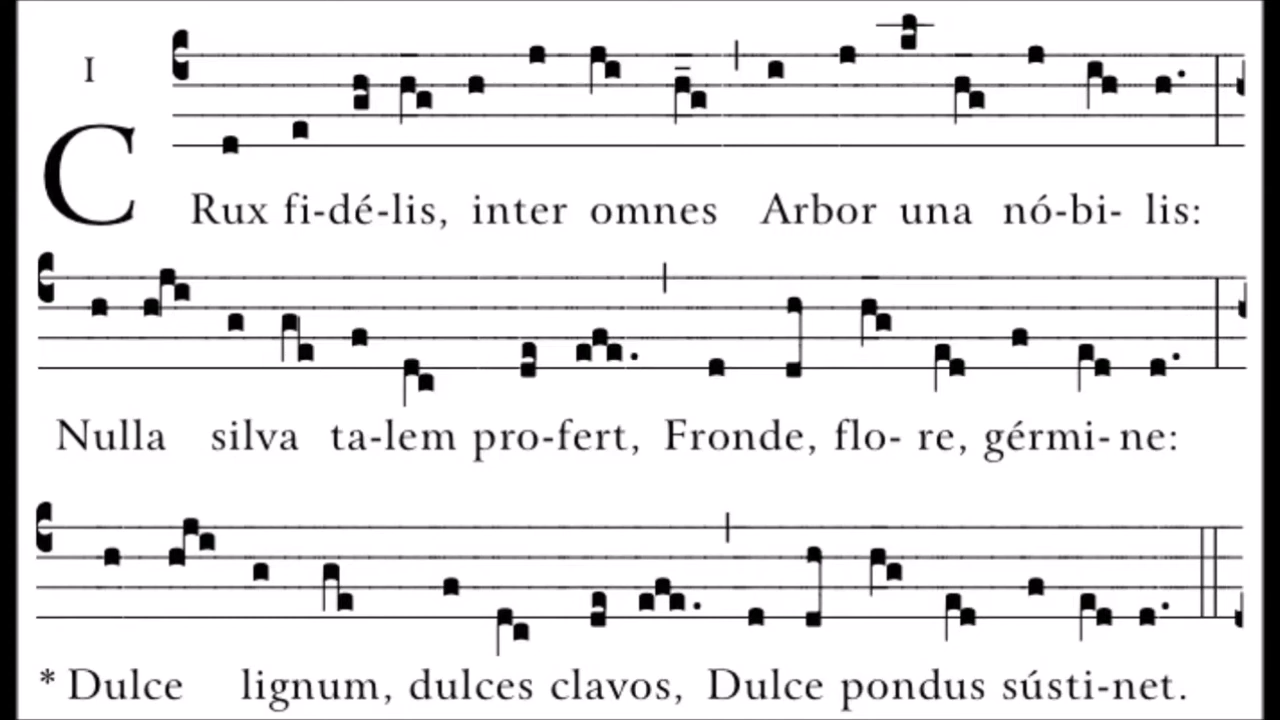 I
CRux fi-dé-lis, inter omnes Arbor una nó-bi- lis:
Nulla silva ta-lem pro-fert, Fronde, flo- re, gérmi- ne:
* Dulce lignum, dulces clavos, Dulce pondus sústi-net.